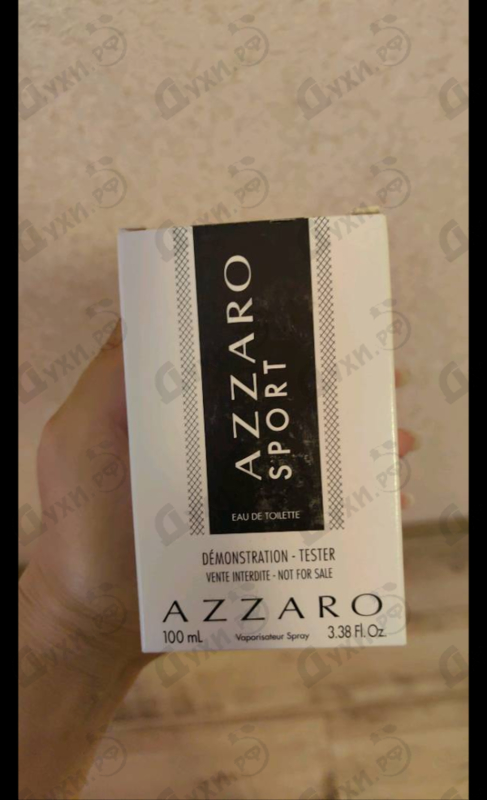 AZZARO
SPORT
EAU DE TOILETTE
DÉMONSTRATION - TESTER
VENTE INTERDITE - NOT FOR SALE
AZZARO
100 mL Vaporisateur Spray 3.38 Fl. Oz.
Духи.РФ